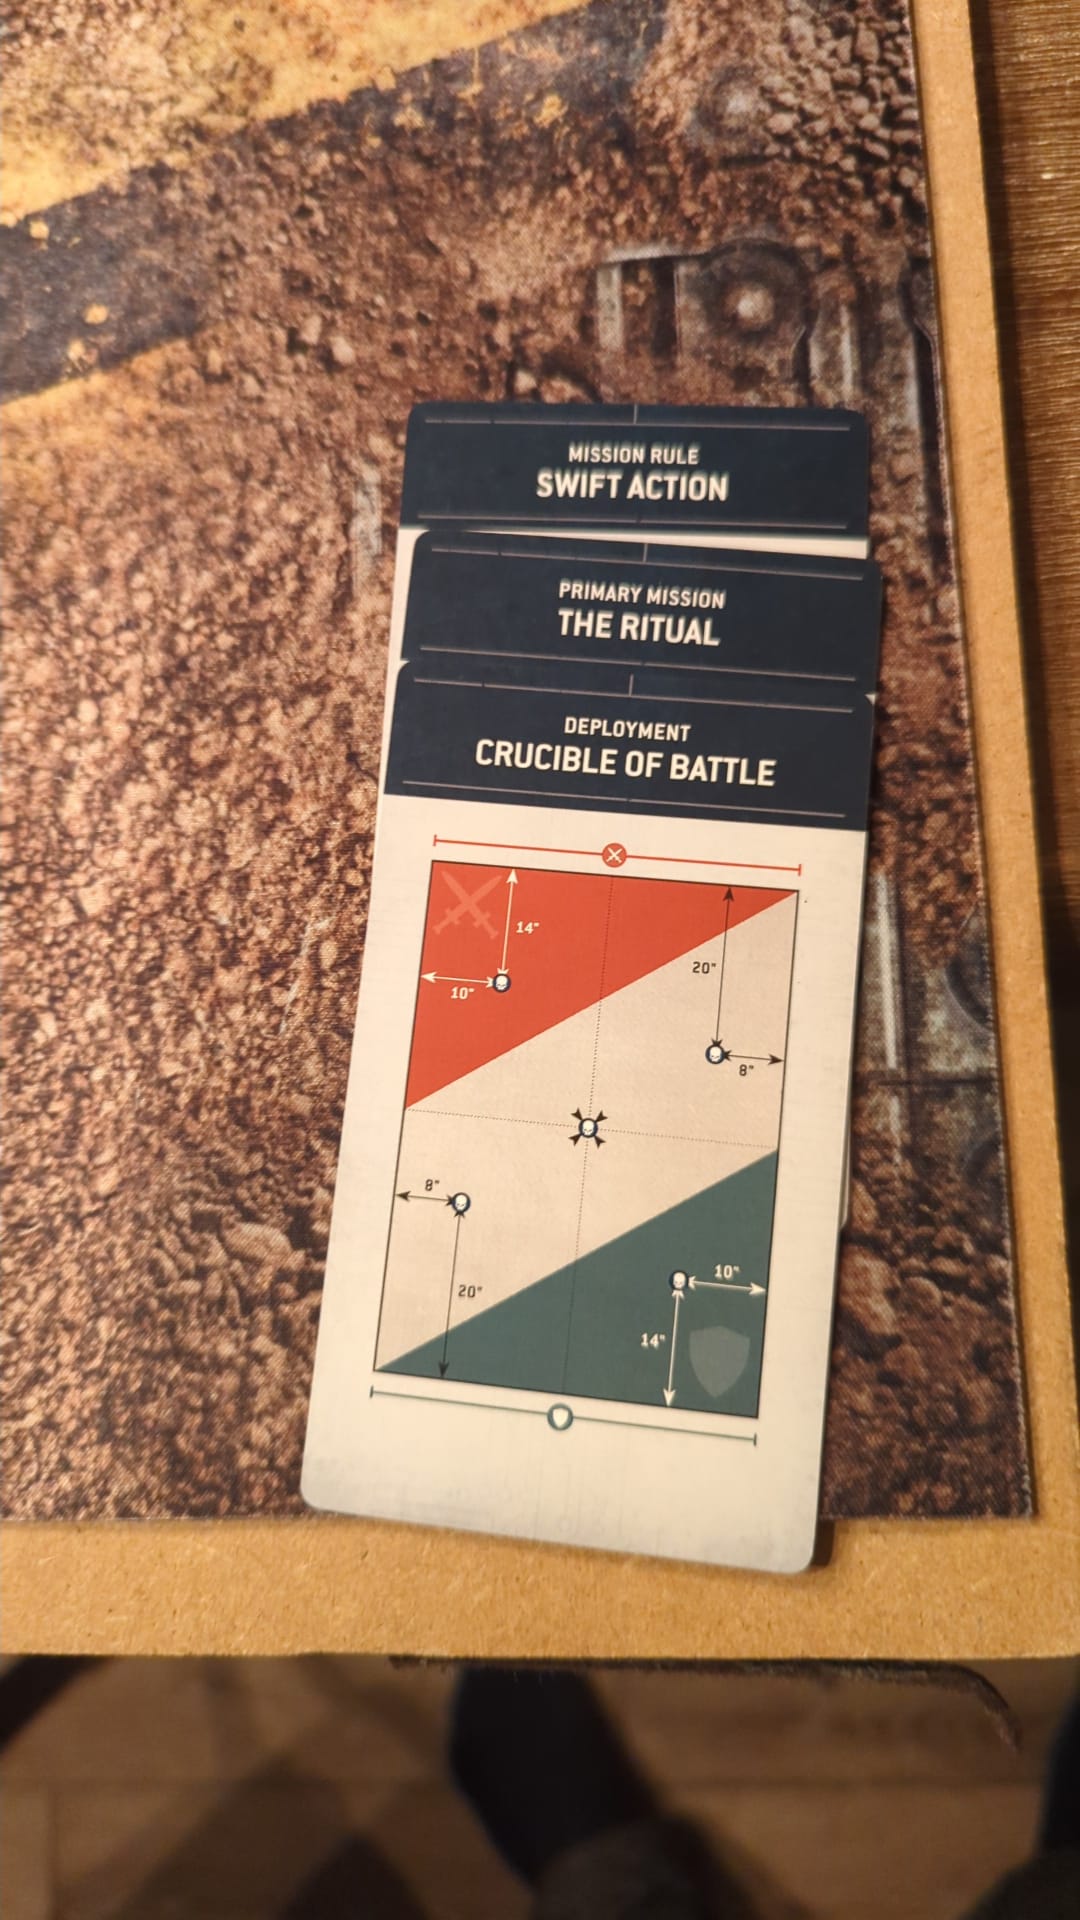 MISSION RULE
SWIFT ACTION
PRIMARY MISSION
THE RITUAL
DEPLOYMENT
CRUCIBLE OF BATTLE
14"
10"
20"
8"
8"
20"
10"
14"